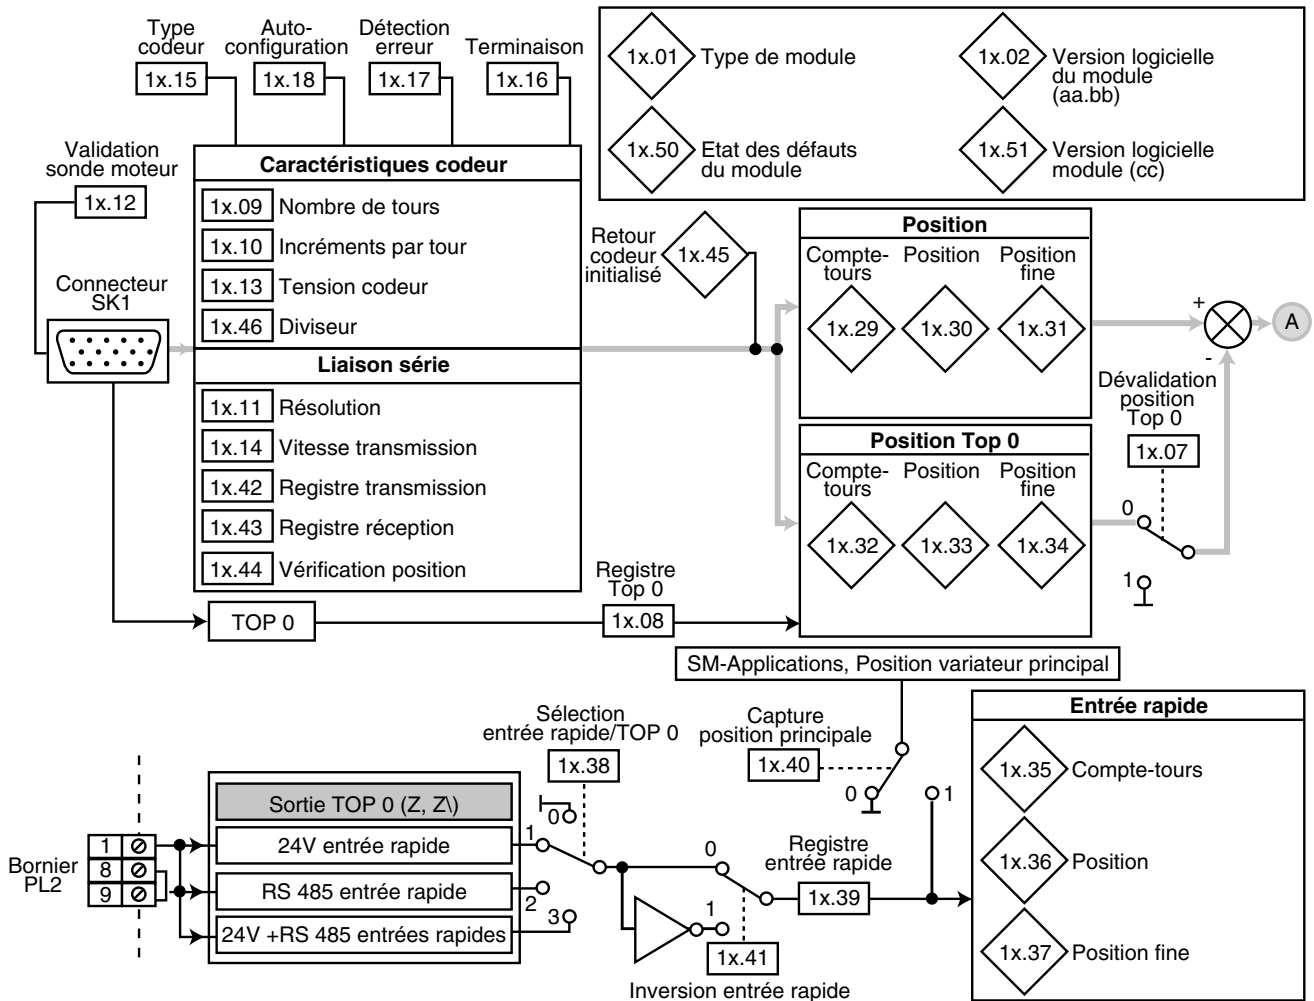 Type
codeur
1x.15
Auto-
configuration
1x.18
Détection
erreur
1x.17
Terminaison
1x.16
1x.01 Type de module
1x.02 Version logicielle
du module
(aa.bb)
1x.50 Etat des défauts
du module
1x.51 Version logicielle
module (cc)
Validation
sonde moteur
1x.12
Connecteur
SK1
Caractéristiques codeur
1x.09 Nombre de tours
1x.10 Incréments par tour
1x.13 Tension codeur
1x.46 Diviseur
Liaison série
1x.11 Résolution
1x.14 Vitesse transmission
1x.42 Registre transmission
1x.43 Registre réception
1x.44 Vérification position
Retour
codeur
initialisé
1x.45
Position
Compte-
tours
Position
Position
fine
1x.29 1x.30 1x.31
+
-
A
Dévalidation
position
Top 0
1x.07
Position Top 0
Compte-
tours
Position
Position
fine
1x.32 1x.33 1x.34
0
1
TOP 0
Registre
Top 0
1x.08
SM-Applications, Position variateur principal
Sélection
entrée rapide/TOP 0
1x.38
Capture
position principale
1x.40
0
1
Entrée rapide
1x.35 Compte-tours
1x.36 Position
1x.37 Position fine
Bornier
PL2
1
8
9
Sortie TOP 0 (Z, Z\)
24V entrée rapide
RS 485 entrée rapide
24V +RS 485 entrées rapides
0
1
2
3
0
1
1x.41
Inversion entrée rapide
Registre
entrée rapide
1x.39